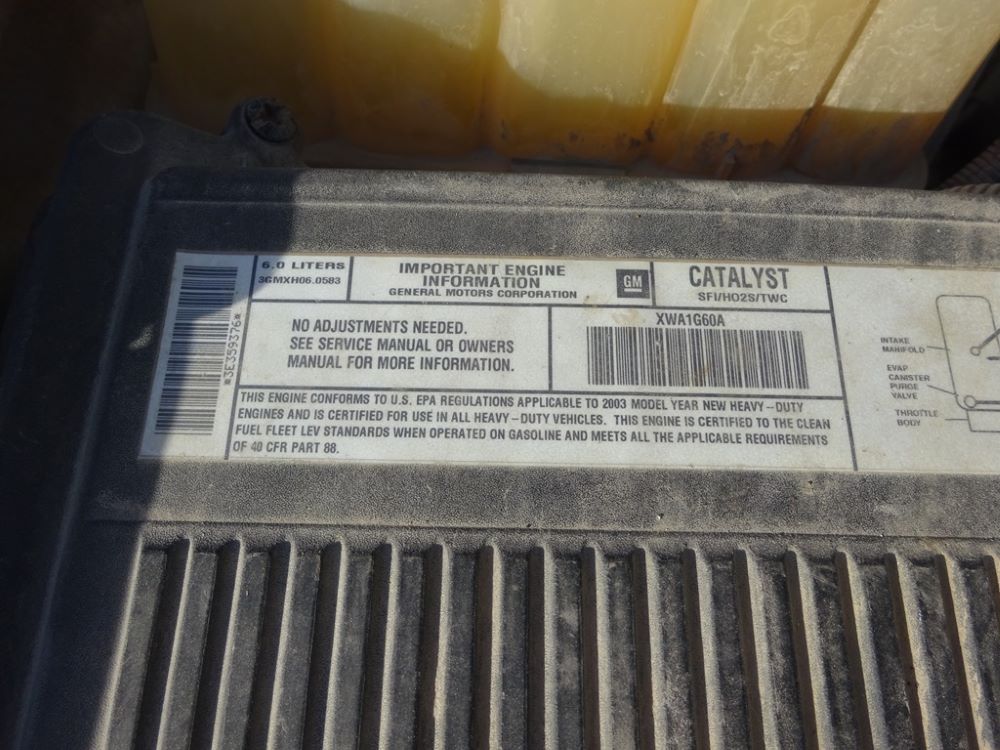 *3E359376*
6.0 LITERS
3GMXH06.0583
IMPORTANT ENGINE
INFORMATION
GENERAL MOTORS CORPORATION
GM
CATALYST
SFI/HO2S/TWC
NO ADJUSTMENTS NEEDED.
SEE SERVICE MANUAL OR OWNERS
MANUAL FOR MORE INFORMATION.
XWA1G60A
THIS ENGINE CONFORMS TO U.S. EPA REGULATIONS APPLICABLE TO 2003 MODEL YEAR NEW HEAVY-DUTY
ENGINES AND IS CERTIFIED FOR USE IN ALL HEAVY-DUTY VEHICLES. THIS ENGINE IS CERTIFIED TO THE CLEAN
FUEL FLEET LEV STANDARDS WHEN OPERATED ON GASOLINE AND MEETS ALL THE APPLICABLE REQUIREMENTS
OF 40 CFR PART 88.
INTAKE
MANIFOLD
EVAP
CANISTER
PURGE
VALVE
THROTTLE
BODY